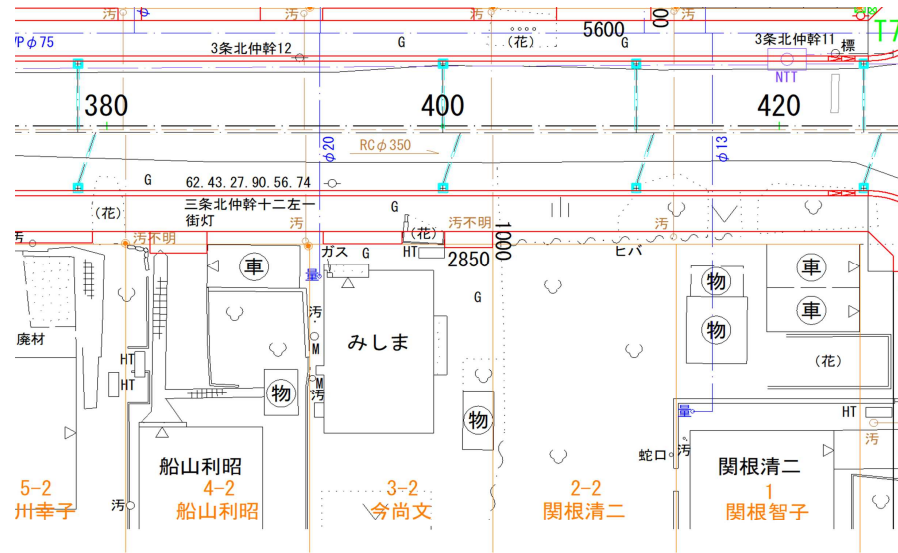 汚
汚
汚
汚
00
T7
VPφ75
3条北仲幹12
G
(花)
5600
G
3条北仲幹11
標
NTT
380
400
420
φ20
RCφ350
φ13
G
62.43.27.90.56.74
三条北仲幹十二左一
街灯
(花)
汚
汚不明
汚
G
(花)
汚不明
1000
汚
ガス
G
HT
2850
ヒバ
車
量
G
物
車
物
車
廃材
汚
M
みしま
(花)
HT
HT
M
汚
物
物
量
HT
汚
船山利昭
蛇口
汚
関根清二
汚
5-2
川幸子
4-2
船山利昭
3-2
今尚文
2-2
関根清二
1
関根智子